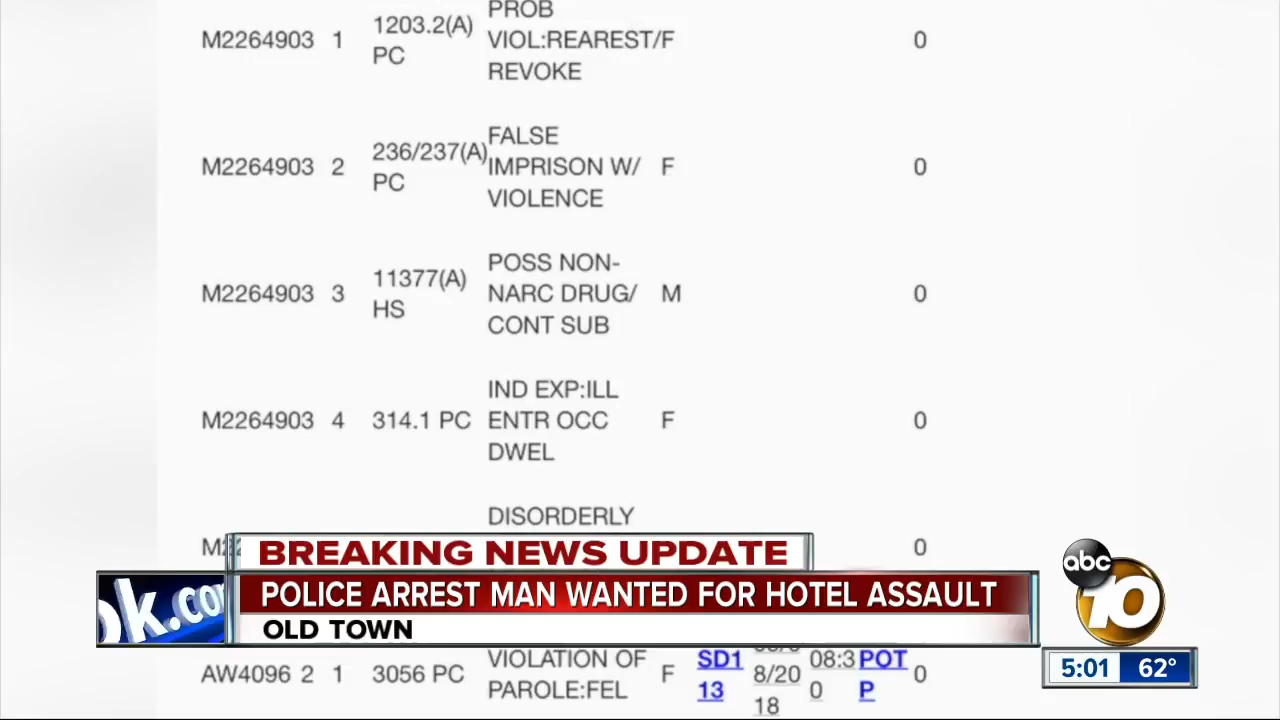 PROB
M2264903 1 1203.2(A) VIOL:REAREST/F 0
PC REVOKE
FALSE
M2264903 2 236/237(A) IMPRISON W/ F 0
PC VIOLENCE
POSS NON-
M2264903 3 11377(A) NARC DRUG/ M 0
HS CONT SUB
IND EXP:ILL
M2264903 4 314.1 PC ENTR OCC F 0
DWEL
DISORDERLY
0
BREAKING NEWS UPDATE
POLICE ARREST MAN WANTED FOR HOTEL ASSAULT
OLD TOWN
abc
10
5:01 62°
VIOLATION OF SD1 08:3 POT
AW4096 2 1 3056 PC F 8/20 0
PAROLE:FEL 13 0 P
18